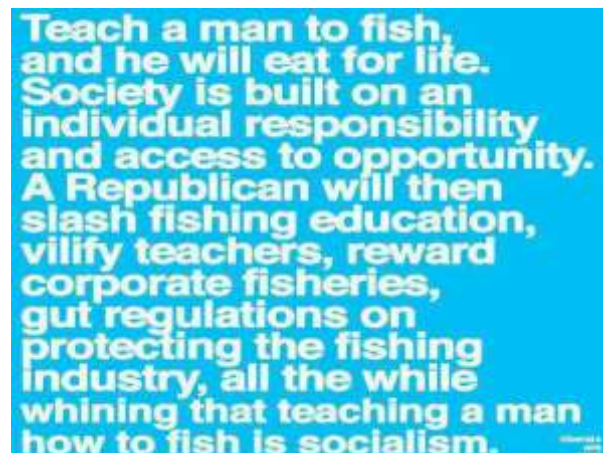 Teach a man to fish,
and he will eat for life.
Society is built on an
individual responsibility
and access to opportunity.
A Republican will then
slash fishing education,
vilify teachers, reward
corporate fisheries,
gut regulations on
protecting the fishing
industry, all the while
whining that teaching a man
how to fish is socialism.